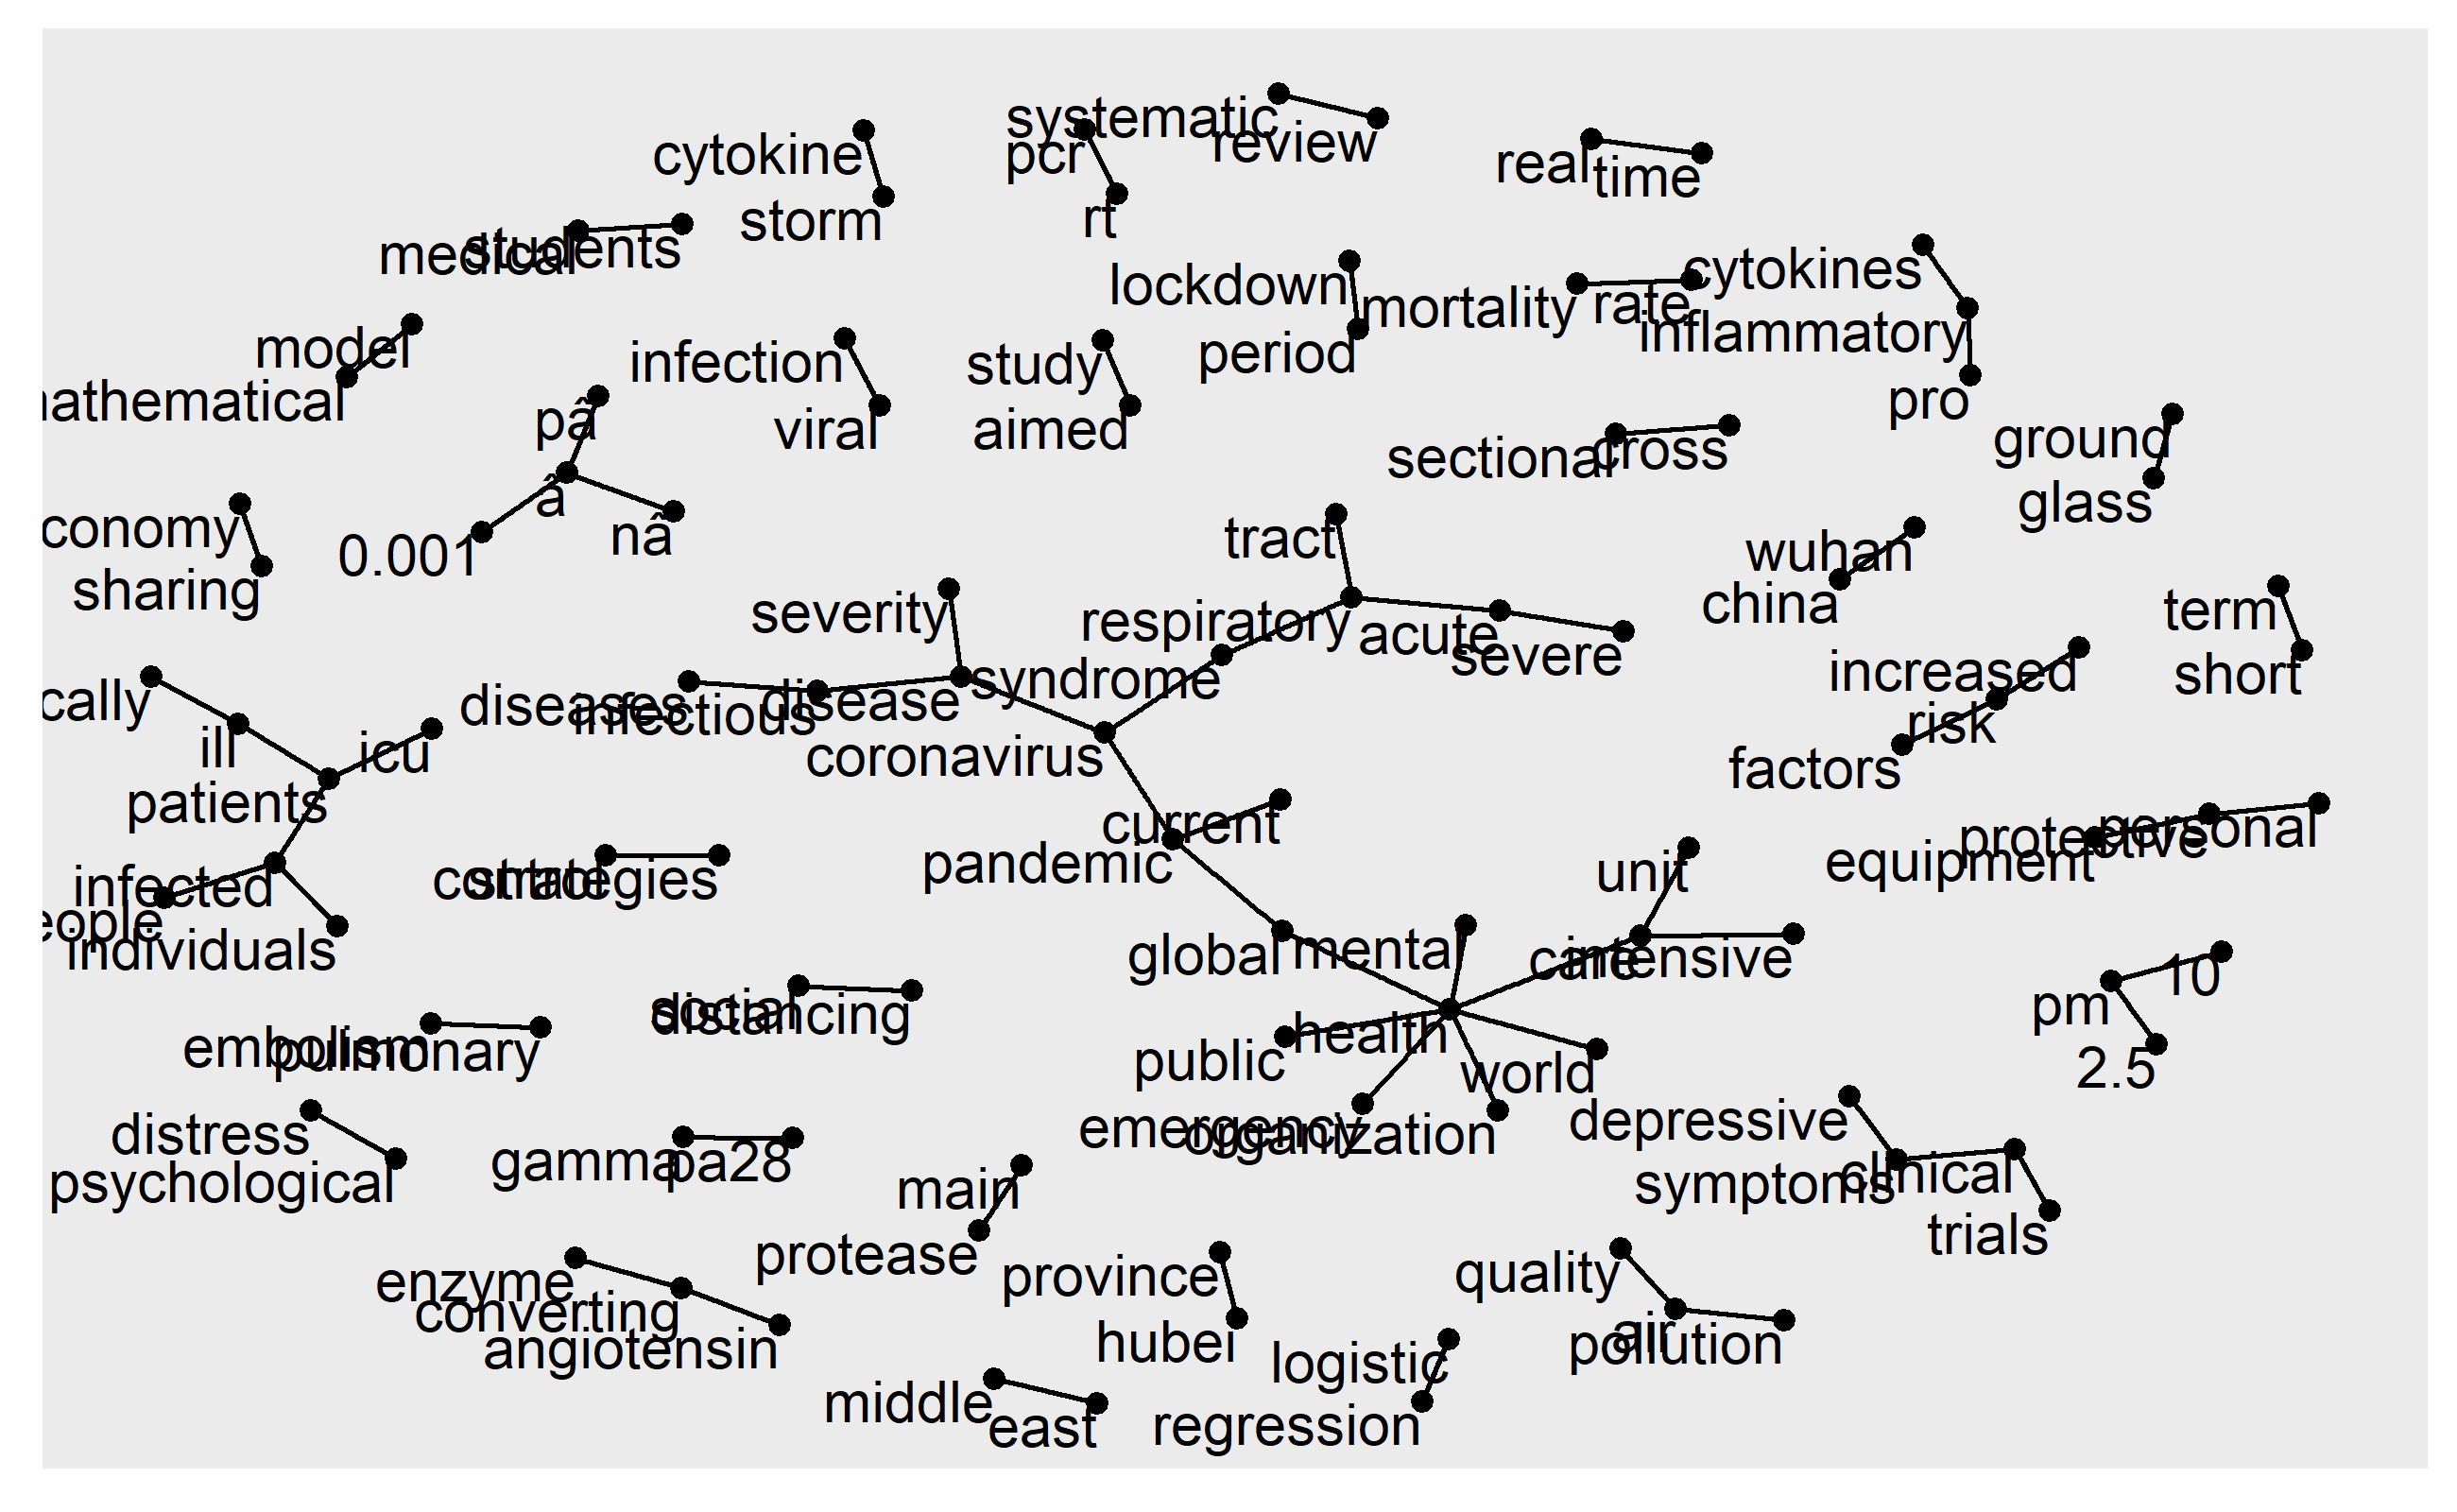 systematic
review
cytokine
pcr
real
time
storm
rt
medical
students
lockdown
cytokines
mortality
rate
inflammatory
model
infection
study
period
mathematical
viral
aimed
pro
pâ
sectional
cross
ground
glass
â
conomy
nâ
0.001
tract
wuhan
sharing
china
severity
respiratory
acute
severe
term
short
increased
cally
diseases
infectious
disease
syndrome
risk
ill
icu
coronavirus
factors
patients
current
protective
personal
pandemic
equipment
control
strategies
unit
infected
eople
individuals
global
mental
care
intensive
10
pm
social
distancing
health
embolism
pulmonary
public
world
2.5
distress
emergency
organization
depressive
psychological
gamma
pa28
main
symptoms
clinical
protease
trials
enzyme
province
quality
converting
angiotensin
hubei
air
pollution
logistic
middle
east
regression